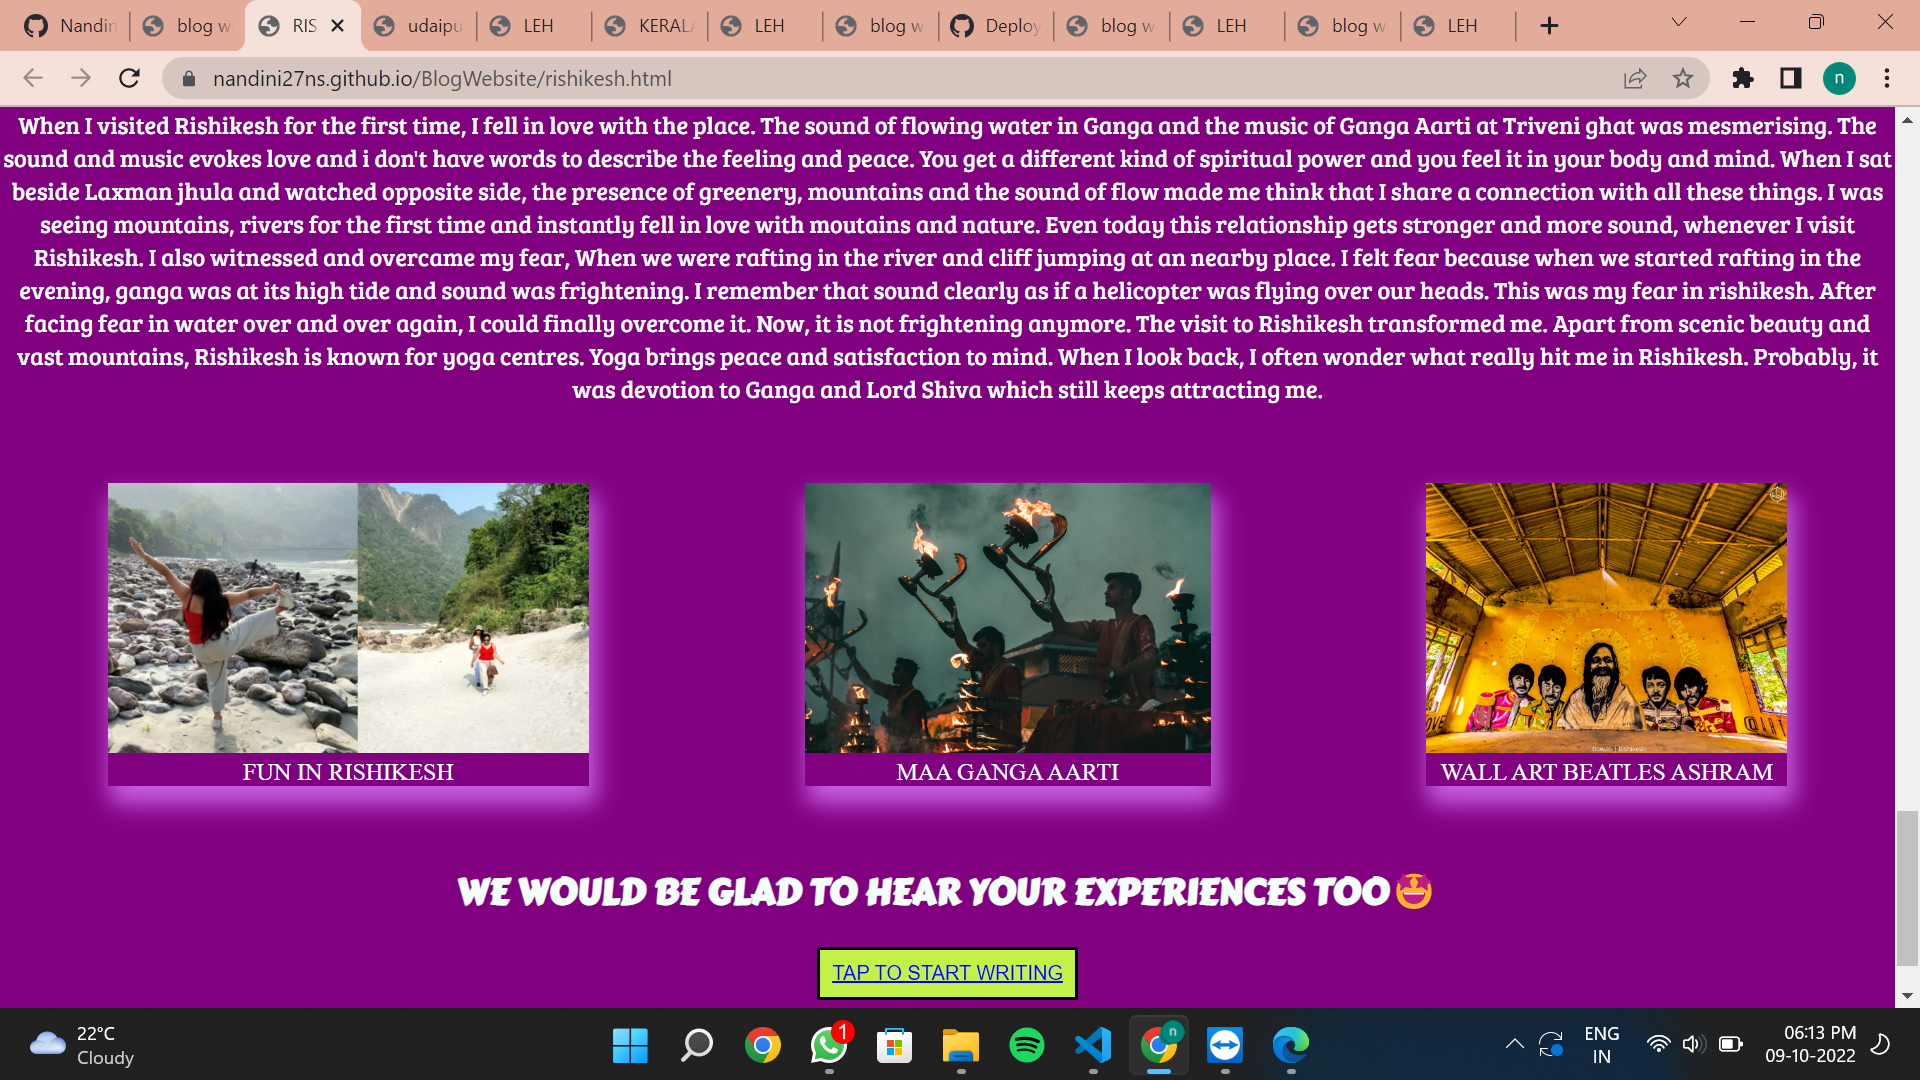 Nandin
blog w
RIS
udaipu
LEH
KERAL
LEH
blog w
Deploy
blog w
LEH
blog w
LEH
nandini27ns.github.io/BlogWebsite/rishikesh.html
n
When I visited Rishikesh for the first time, I fell in love with the place. The sound of flowing water in Ganga and the music of Ganga Aarti at Triveni ghat was mesmerising. The
sound and music evokes love and i don't have words to describe the feeling and peace. You get a different kind of spiritual power and you feel it in your body and mind. When I sat
beside Laxman jhula and watched opposite side, the presence of greenery, mountains and the sound of flow made me think that I share a connection with all these things. I was
seeing mountains, rivers for the first time and instantly fell in love with moutains and nature. Even today this relationship gets stronger and more sound, whenever I visit
Rishikesh. I also witnessed and overcame my fear, When we were rafting in the river and cliff jumping at an nearby place. I felt fear because when we started rafting in the
evening, ganga was at its high tide and sound was frightening. I remember that sound clearly as if a helicopter was flying over our heads. This was my fear in rishikesh. After
facing fear in water over and over again, I could finally overcome it. Now, it is not frightening anymore. The visit to Rishikesh transformed me. Apart from scenic beauty and
vast mountains, Rishikesh is known for yoga centres. Yoga brings peace and satisfaction to mind. When I look back, I often wonder what really hit me in Rishikesh. Probably, it
was devotion to Ganga and Lord Shiva which still keeps attracting me.
FUN IN RISHIKESH
MAA GANGA AARTI
WALL ART BEATLES ASHRAM
WE WOULD BE GLAD TO HEAR YOUR EXPERIENCES TOO🤩
TAP TO START WRITING
22°C
Cloudy
1
n
ENG
IN
06:13 PM
09-10-2022